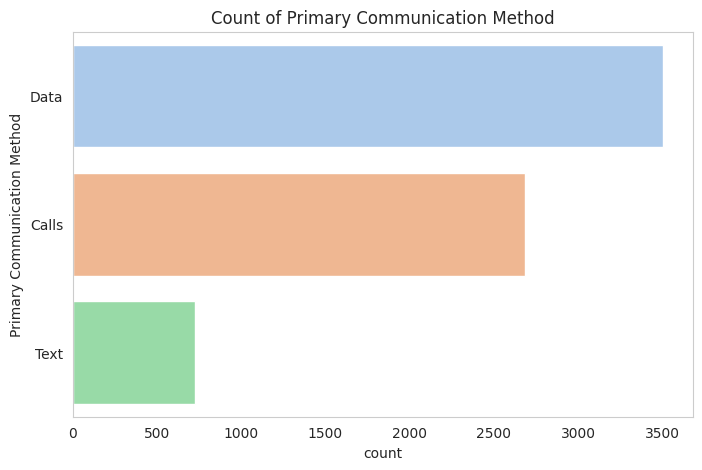 Count of Primary Communication Method
Primary Communication Method
Data
Calls
Text
0 500 1000 1500 2000 2500 3000 3500
count